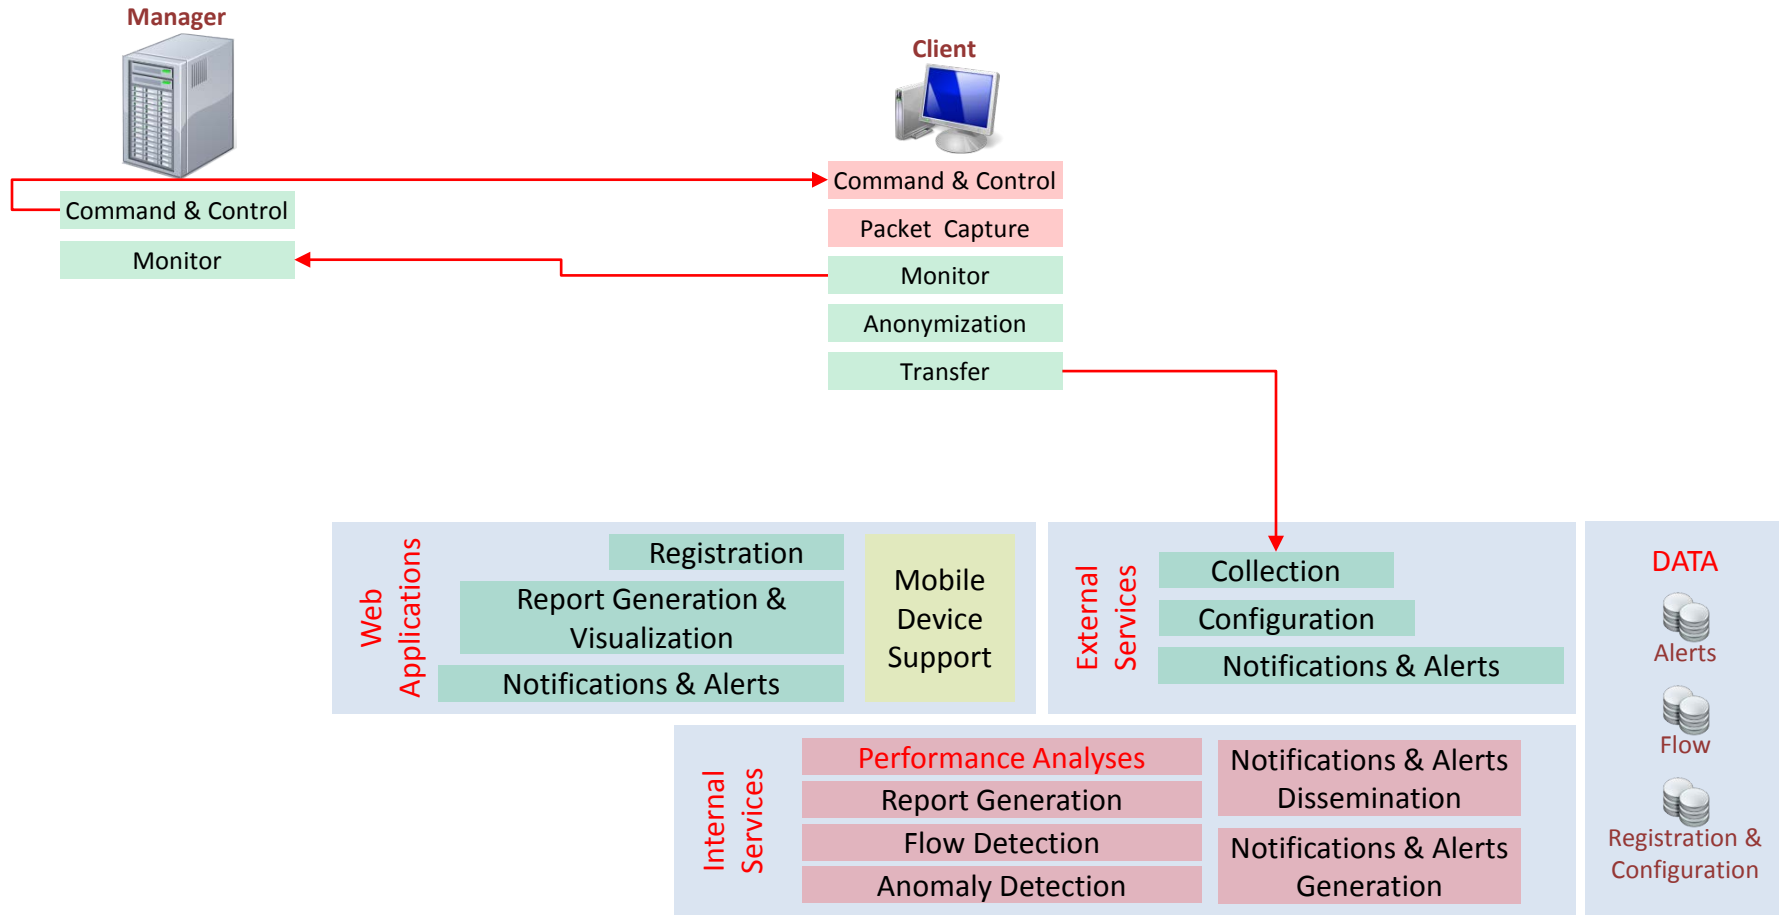 Manager
Client
Command & Control
Command & Control
Packet Capture
Monitor
Monitor
Anonymization
Transfer
Web
Applications
Registration
Report Generation &
Visualization
Notifications & Alerts
Mobile
Device
Support
External
Services
Collection
Configuration
Notifications & Alerts
DATA
Alerts
Flow
Registration &
Configuration
Internal
Services
Performance Analyses
Report Generation
Flow Detection
Anomaly Detection
Notifications & Alerts
Dissemination
Notifications & Alerts
Generation